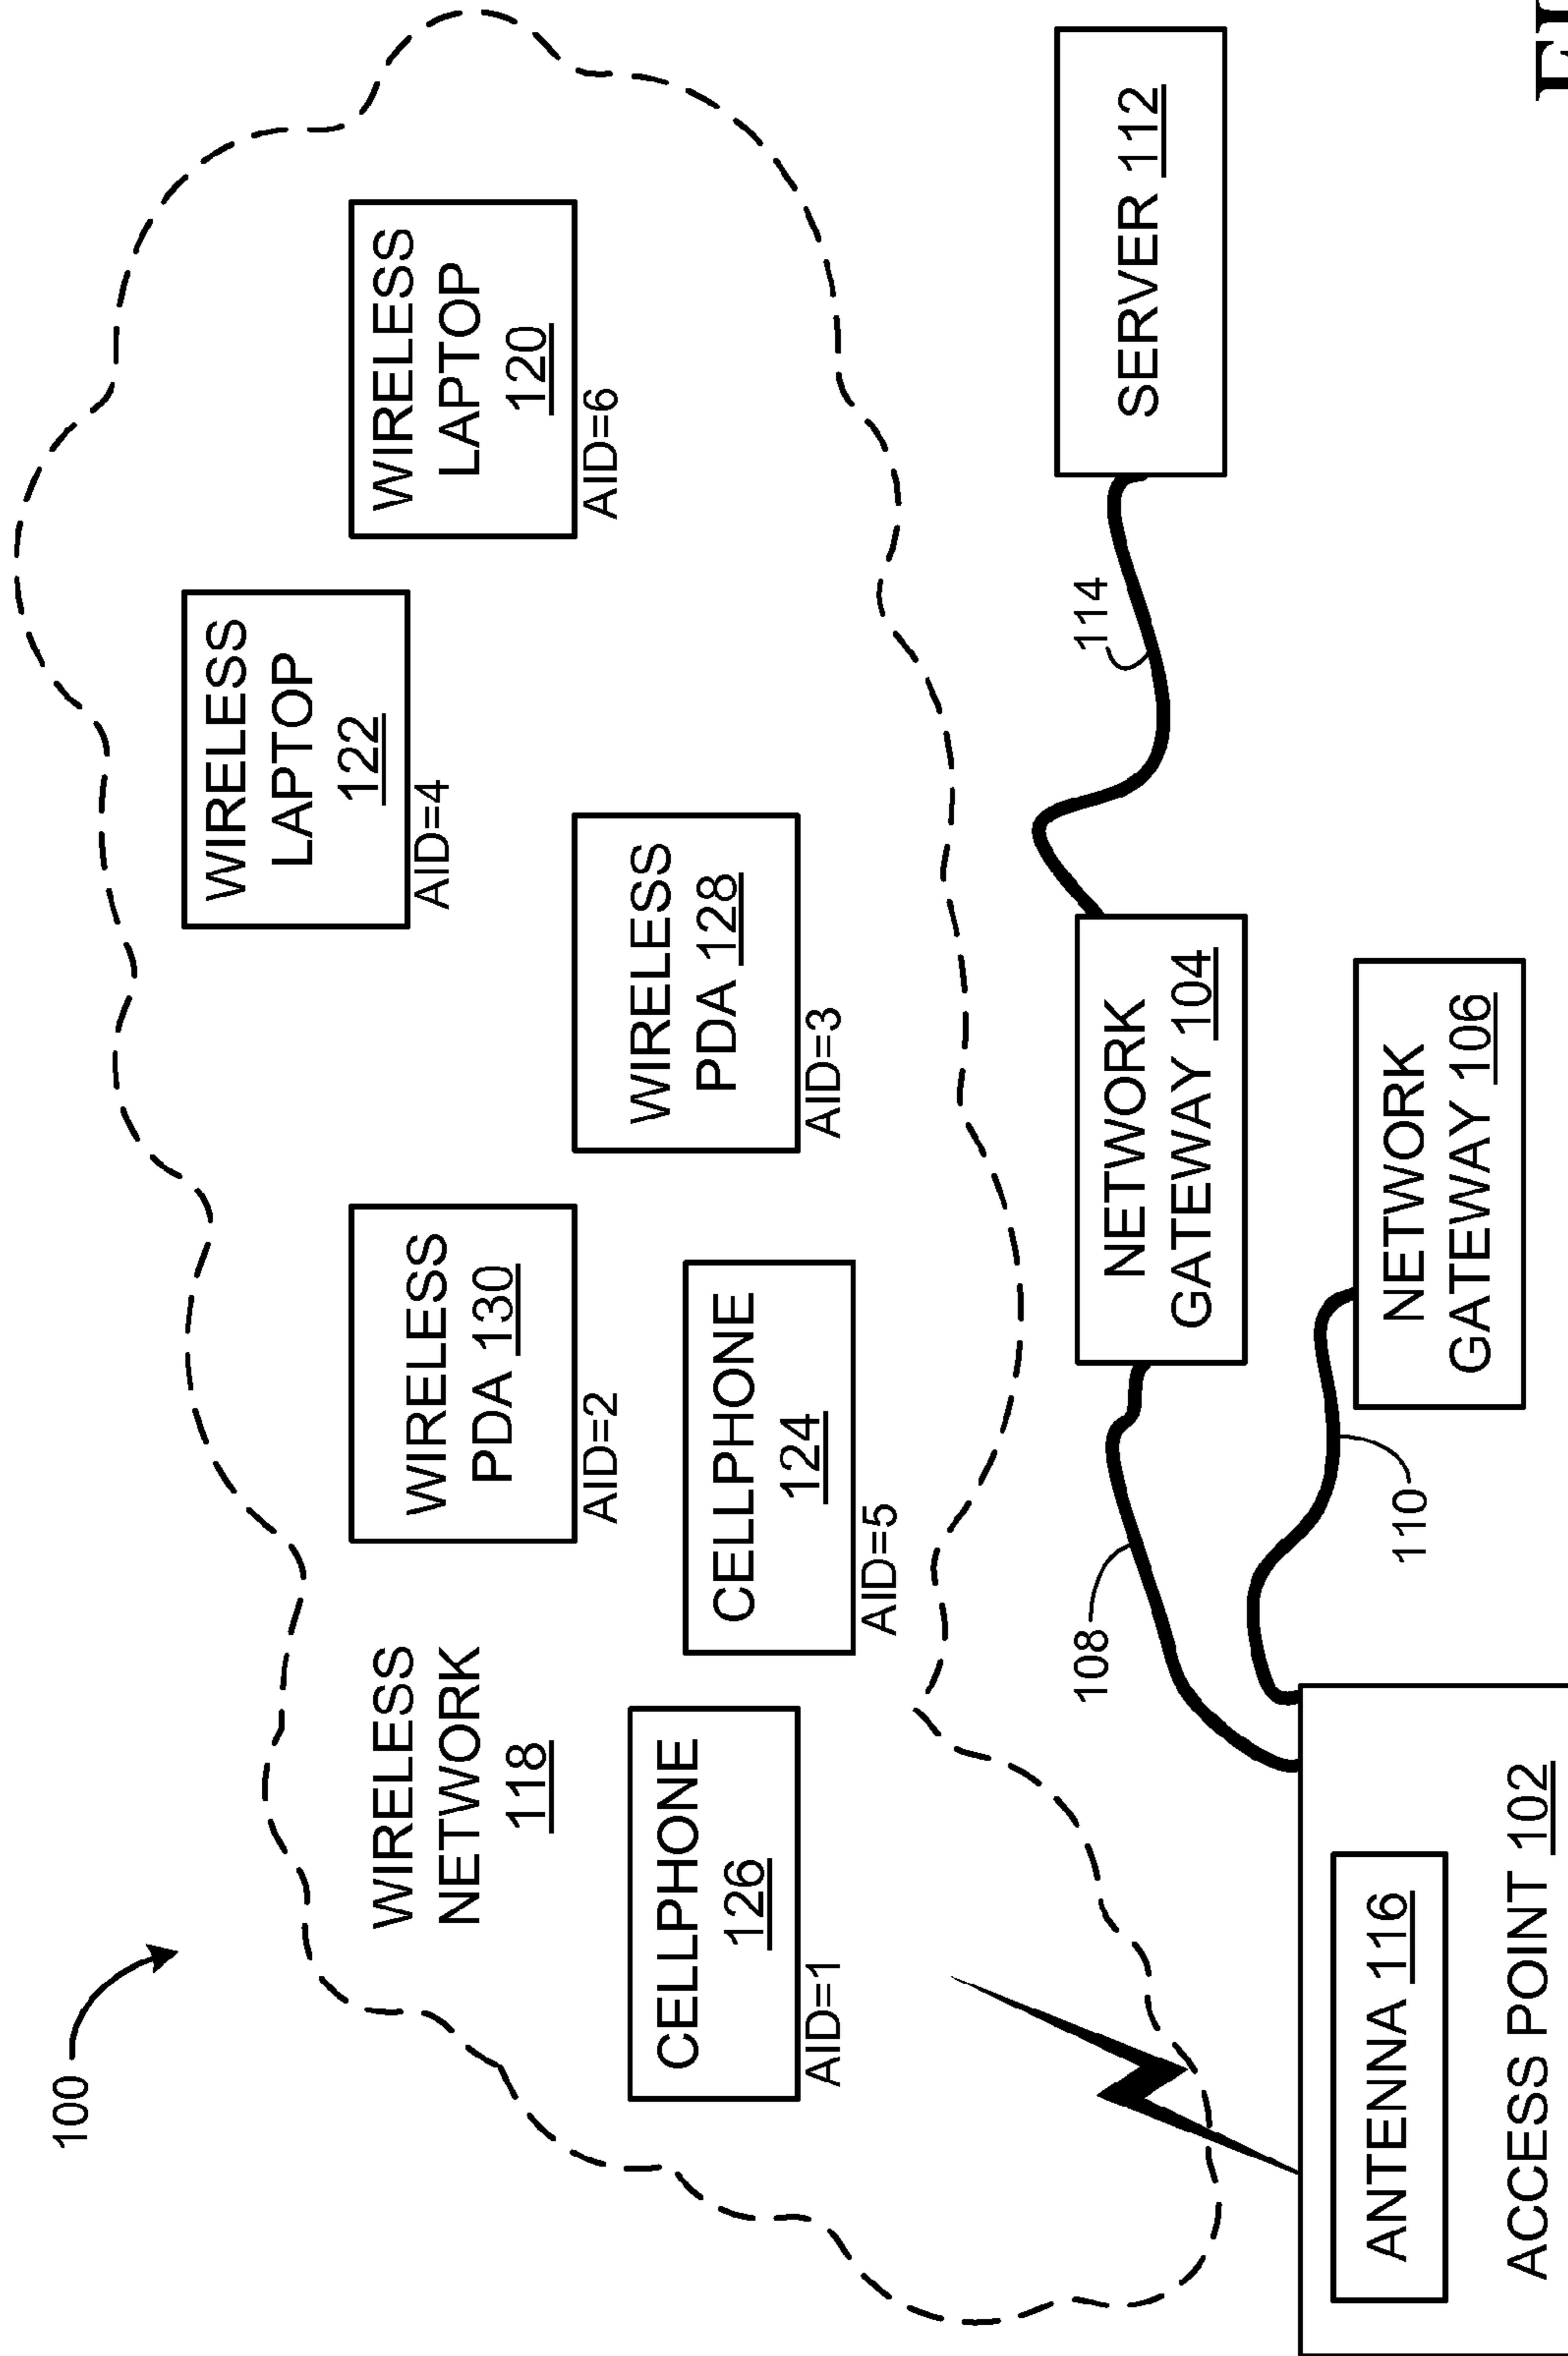 100
WIRELESS
LAPTOP
122
AID=4
WIRELESS
NETWORK
118
WIRELESS
PDA 130
AID=2
WIRELESS
LAPTOP
120
AID=6
CELLPHONE
126
AID=1
CELLPHONE
124
AID=5
WIRELESS
PDA 128
AID=3
108
114
NETWORK
GATEWAY 104
SERVER 112
110
NETWORK
GATEWAY 106
ANTENNA 116
ACCESS POINT 102